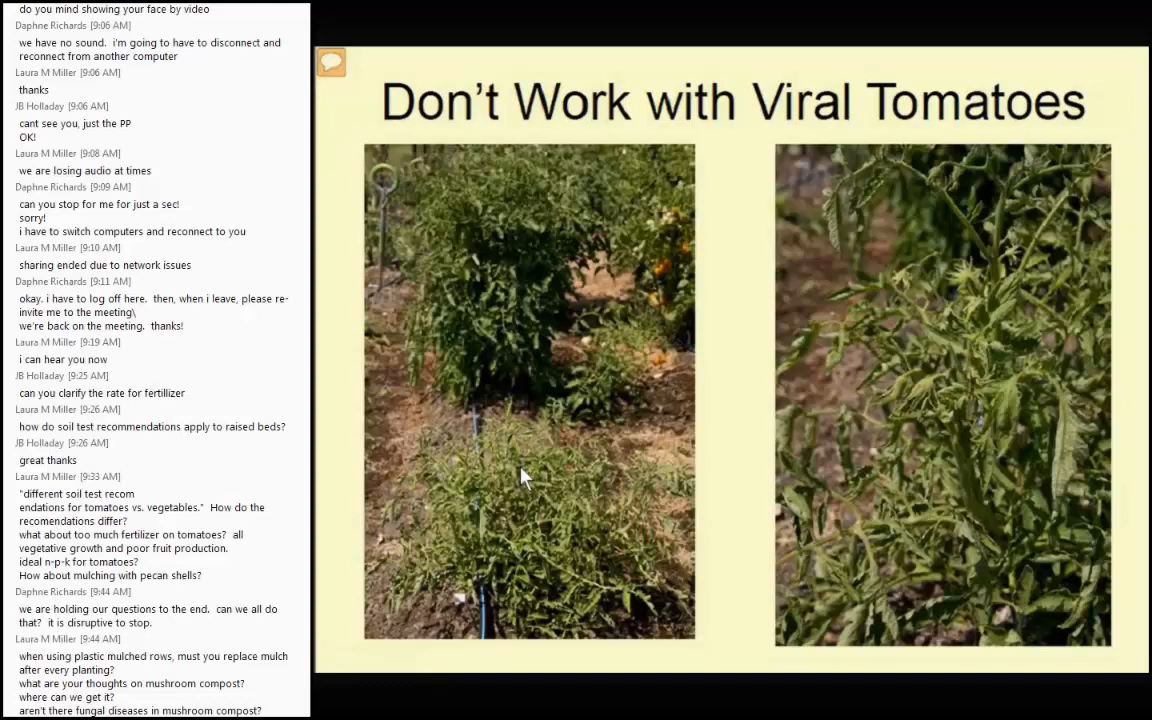 do you mind showing your face by video
Daphne Richards [9:06 AM]
we have no sound. i'm going to have to disconnect and
reconnect from another computer
Laura M Miller [9:06 AM]
thanks
JB Holladay [9:06 AM]
cant see you, just the PP
OK!
Laura M Miller [9:08 AM]
we are losing audio at times
Daphne Richards [9:09 AM]
can you stop for me for just a sec!
sorry!
i have to switch computers and reconnect to you
Laura M Miller [9:10 AM]
sharing ended due to network issues
Daphne Richards [9:11 AM]
okay. i have to log off here. then, when i leave, please re-
invite me to the meeting\
we're back on the meeting. thanks!
Laura M Miller [9:19 AM]
i can hear you now
JB Holladay [9:25 AM]
can you clarify the rate for fertillizer
Laura M Miller [9:26 AM]
how do soil test recommendations apply to raised beds?
JB Holladay [9:26 AM]
great thanks
Laura M Miller [9:33 AM]
"different soil test recom
endations for tomatoes vs. vegetables." How do the
recomendations differ?
what about too much fertilizer on tomatoes? all
vegetative growth and poor fruit production.
ideal n-p-k for tomatoes?
How about mulching with pecan shells?
Daphne Richards [9:44 AM]
we are holding our questions to the end. can we all do
that? it is disruptive to stop.
Laura M Miller [9:44 AM]
when using plastic mulched rows, must you replace mulch
after every planting?
what are your thoughts on mushroom compost?
where can we get it?
aren't there fungal diseases in mushroom compost?
Don't Work with Viral Tomatoes